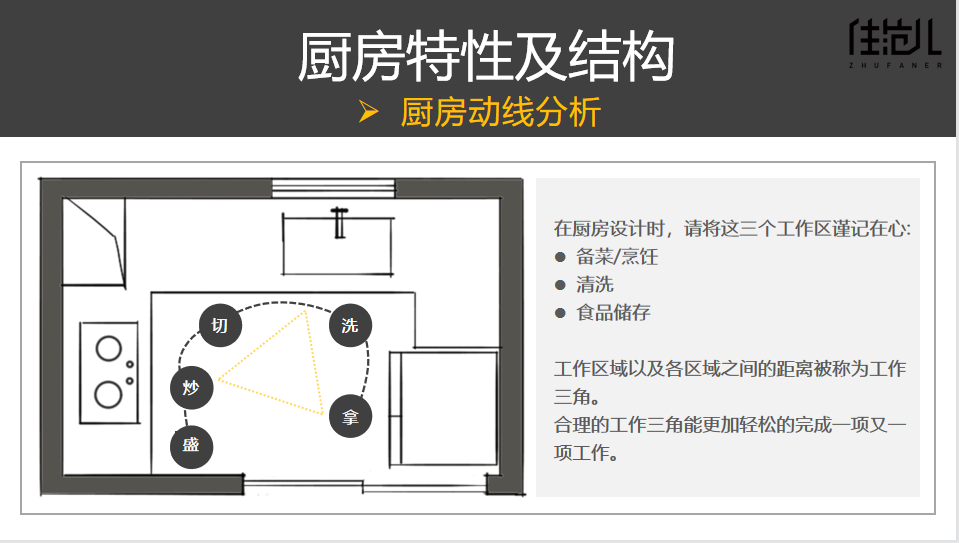 厨房特性及结构
厨房动线分析
住范儿
ZHUFANER
切
洗
炒
拿
盛
在厨房设计时，请将这三个工作区谨记在心:
备菜/烹饪
清洗
食品储存
工作区域以及各区域之间的距离被称为工作
三角。
合理的工作三角能更加轻松的完成一项又一
项工作。